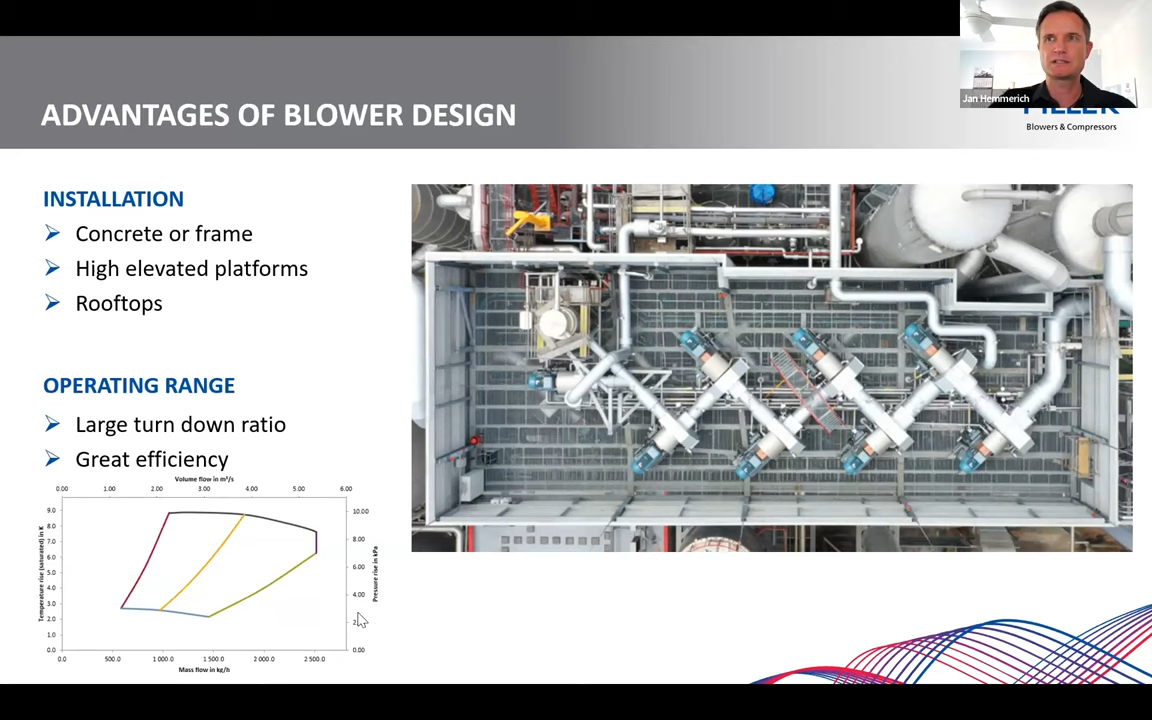 Jan Hemmerich
Blowers & Compressors
ADVANTAGES OF BLOWER DESIGN
INSTALLATION
Concrete or frame
High elevated platforms
Rooftops
OPERATING RANGE
Large turn down ratio
Great efficiency
Volume flow in m³/s
0.00 1.00 2.00 3.00 4.00 5.00 6.00
9.0
8.0
7.0
6.0
5.0
4.0
3.0
2.0
1.0
0.0
Temperature rise (saturated) in K
10.00
8.00
6.00
4.00
0.00
Pressure rise in kPa
0.0 500.0 1 000.0 1 500.0 2 000.0 2 500.0
Mass flow in kg/h